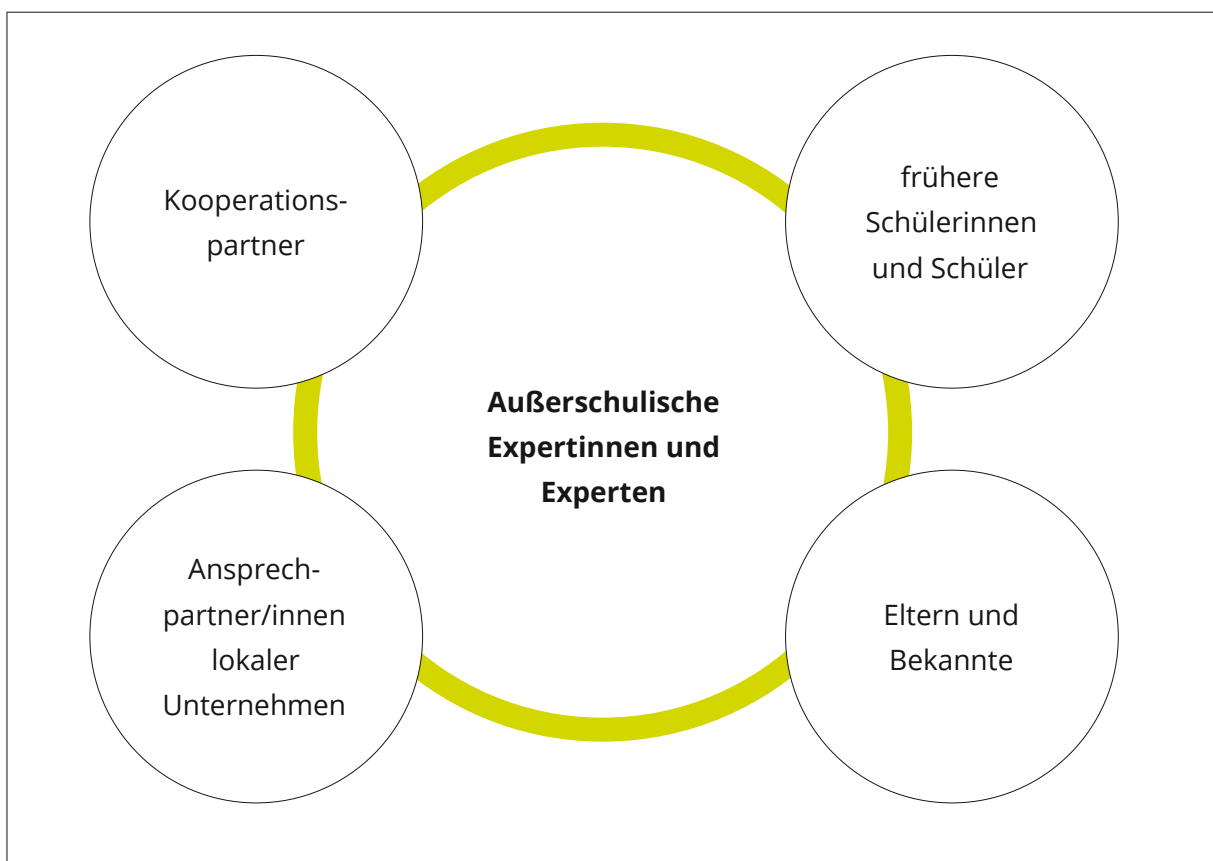 Kooperations-
partner
frühere
Schülerinnen
und Schüler
Außerschulische
Expertinnen und
Experten
Ansprech-
partner/innen
lokaler
Unternehmen
Eltern und
Bekannte